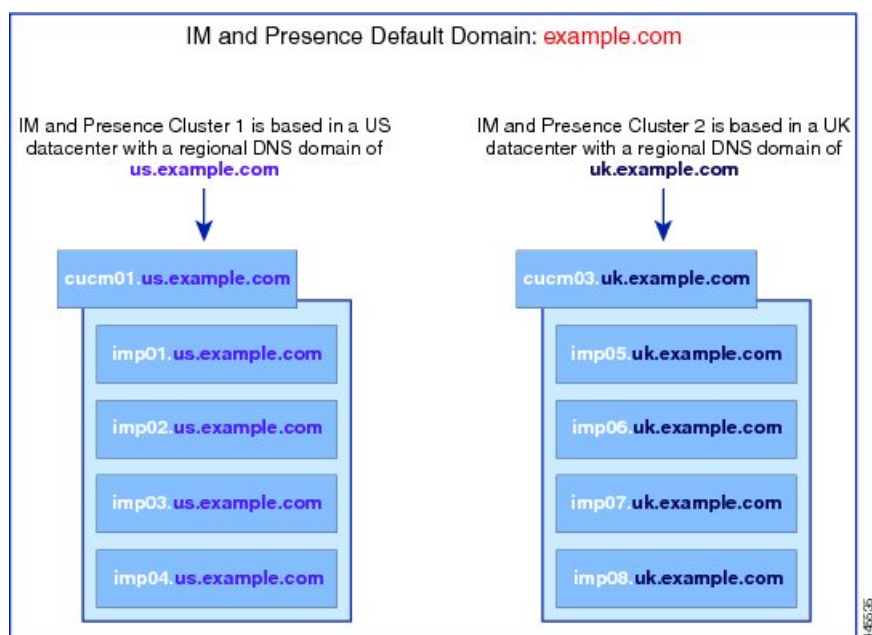 IM and Presence Default Domain: example.com
IM and Presence Cluster 1 is based in a US
datacenter with a regional DNS domain of
us.example.com
cucm01.us.example.com
imp01.us.example.com
imp02.us.example.com
imp03.us.example.com
imp04.us.example.com
IM and Presence Cluster 2 is based in a UK
datacenter with a regional DNS domain of
uk.example.com
cucm03.uk.example.com
imp05.uk.example.com
imp06.uk.example.com
imp07.uk.example.com
imp08.uk.example.com